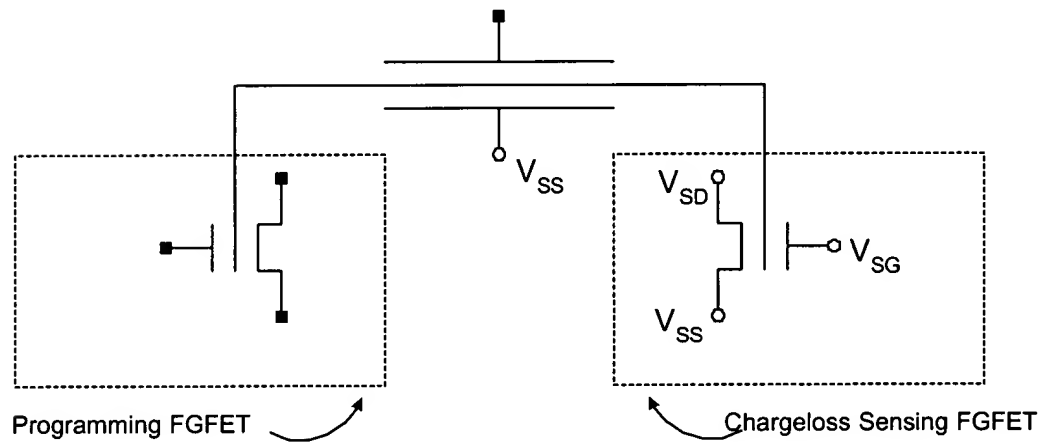 V_SS
V_SD
V_SG
V_SS
Programming FGFET
Chargeloss Sensing FGFET